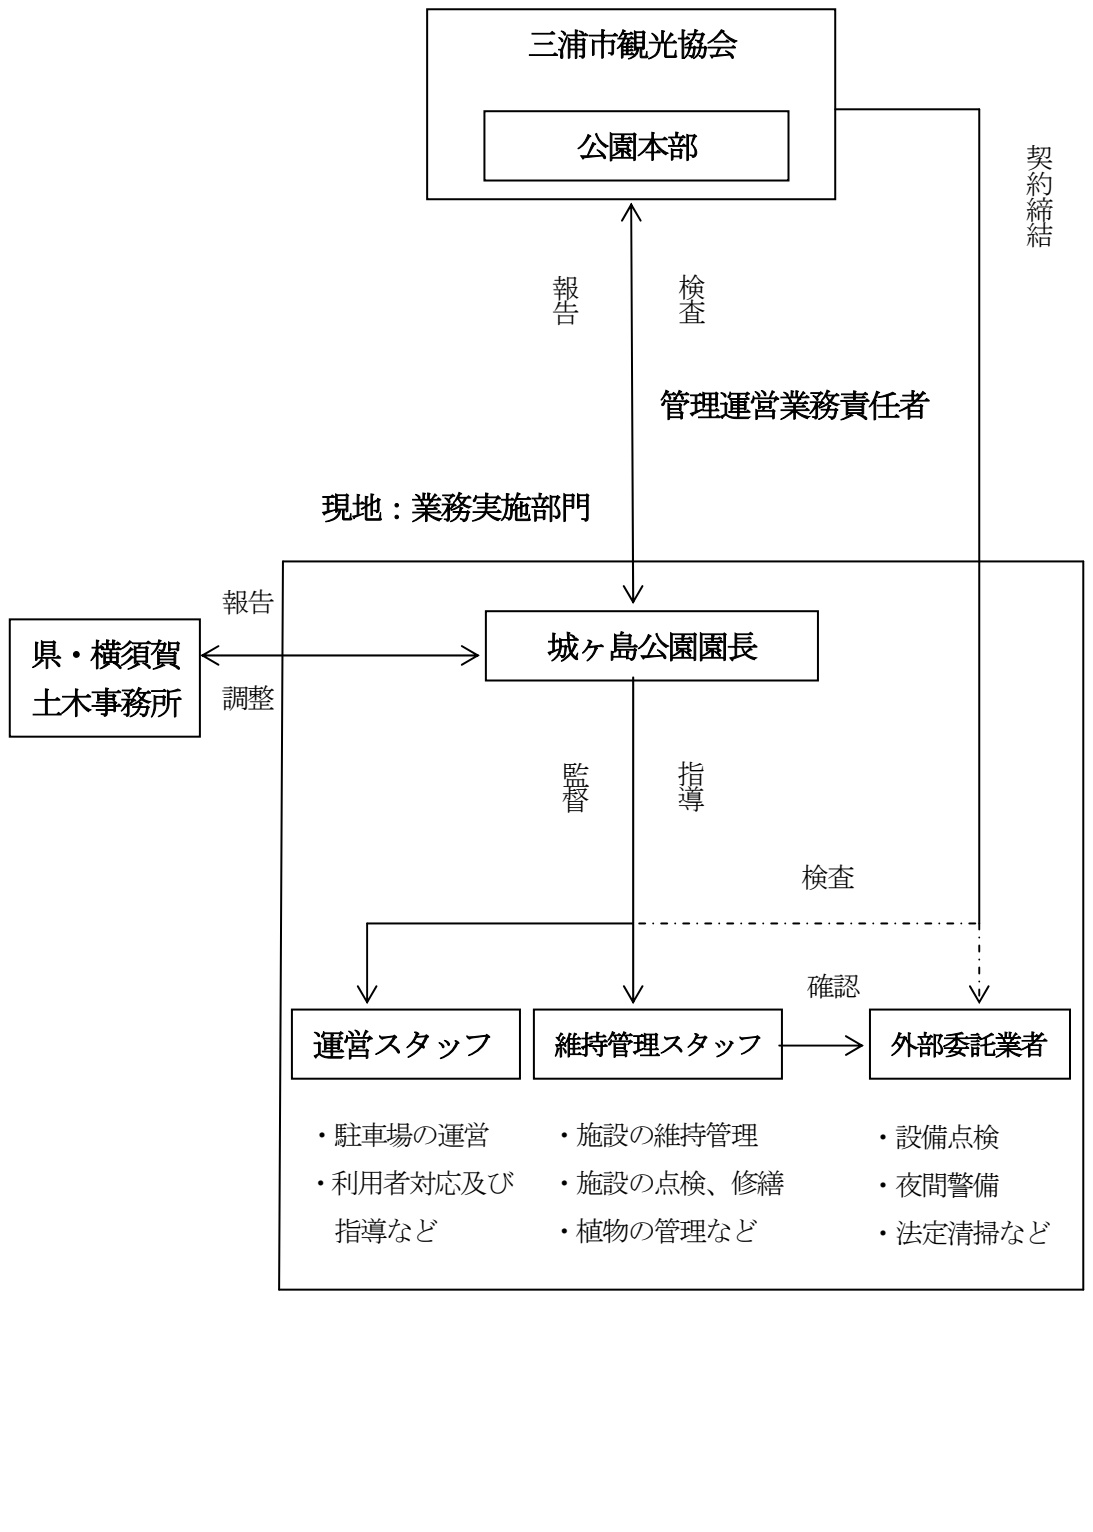 三浦市観光協会
公園本部
契約締結
報告
検査
管理運営業務責任者
現地：業務実施部門
報告
県・横須賀
土木事務所
調整
城ヶ島公園園長
監督
指導
検査
確認
運営スタッフ
維持管理スタッフ
外部委託業者
・駐車場の運営
・利用者対応及び
指導など
・施設の維持管理
・施設の点検、修繕
・植物の管理など
・設備点検
・夜間警備
・法定清掃など